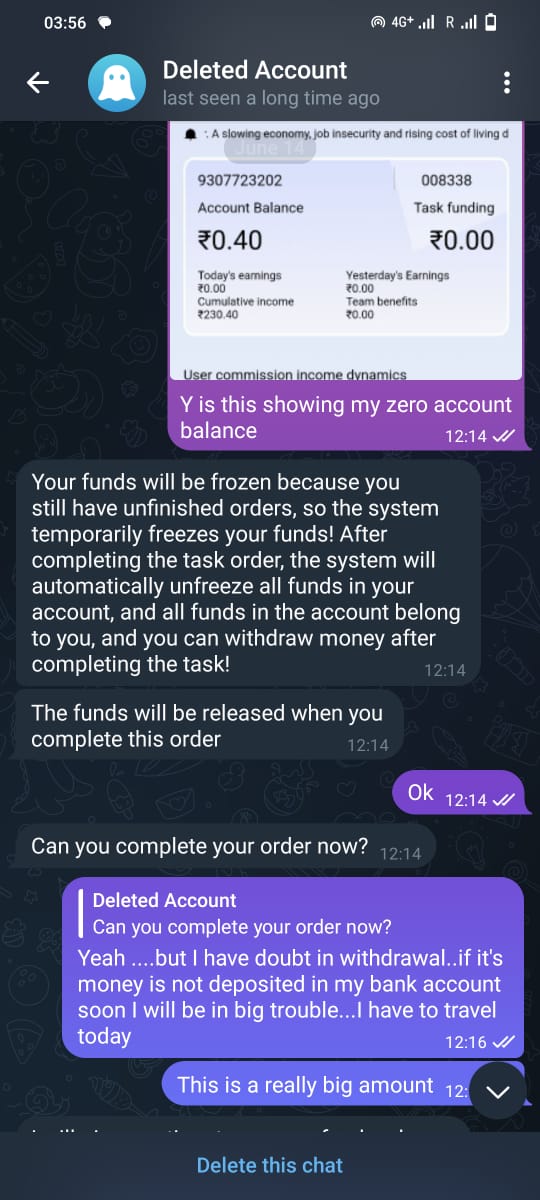 03:56
4G+ R
Deleted Account
last seen a long time ago
: A slowing economy, job insecurity and rising cost of living d
June 14
9307723202 008338
Account Balance Task funding
₹0.40 ₹0.00
Today's earnings Yesterday's Earnings
₹0.00 ₹0.00
Cumulative income Team benefits
₹230.40 ₹0.00
User commission income dynamics
Y is this showing my zero account
balance
12:14
Your funds will be frozen because you
still have unfinished orders, so the system
temporarily freezes your funds! After
completing the task order, the system will
automatically unfreeze all funds in your
account, and all funds in the account belong
to you, and you can withdraw money after
completing the task!
12:14
The funds will be released when you
complete this order
12:14
Ok 12:14
Can you complete your order now? 12:14
Deleted Account
Can you complete your order now?
Yeah ....but I have doubt in withdrawal..if it's
money is not deposited in my bank account
soon I will be in big trouble...I have to travel
today
12:16
This is a really big amount 12:
Delete this chat